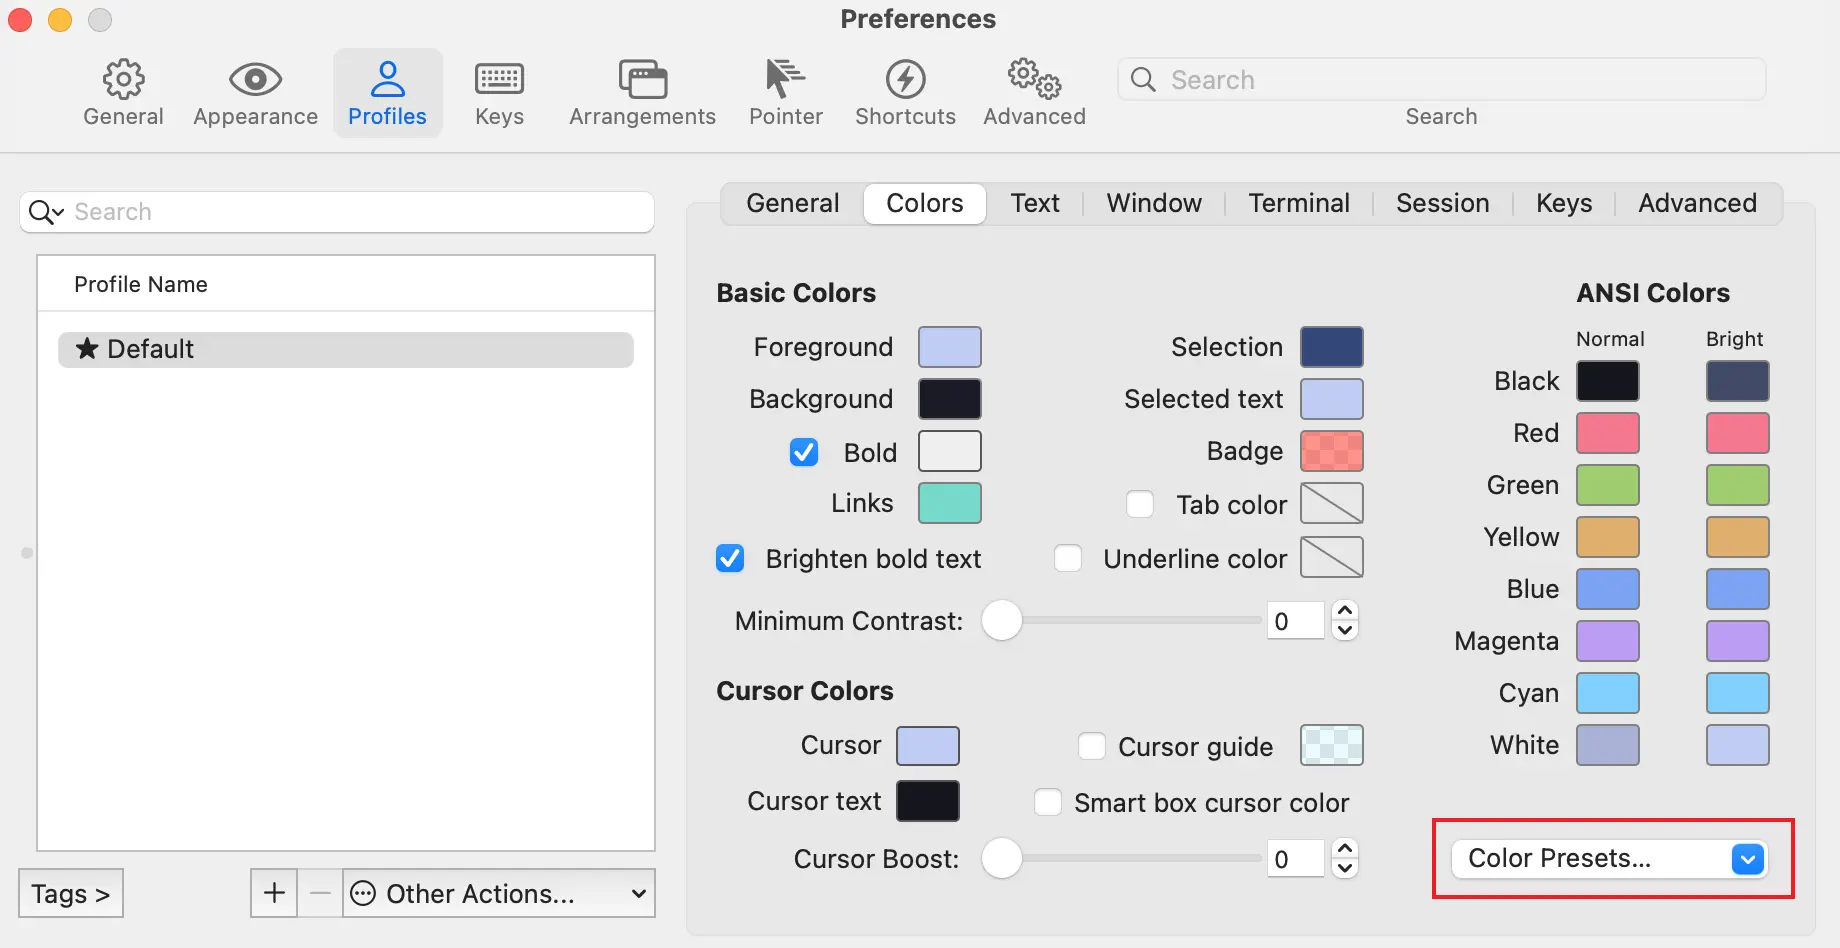 Preferences
General Appearance Profiles Keys Arrangements Pointer Shortcuts Advanced Search
Search
Search
Profile Name
★ Default
Tags >
+ − Other Actions...
General Colors Text Window Terminal Session Keys Advanced
Basic Colors
Foreground
Background
Bold
Links
Brighten bold text
Selection
Selected text
Badge
Tab color
Underline color
Minimum Contrast: 0
Cursor Colors
Cursor
Cursor text
Cursor guide
Smart box cursor color
Cursor Boost: 0
ANSI Colors
Normal Bright
Black
Red
Green
Yellow
Blue
Magenta
Cyan
White
Color Presets...